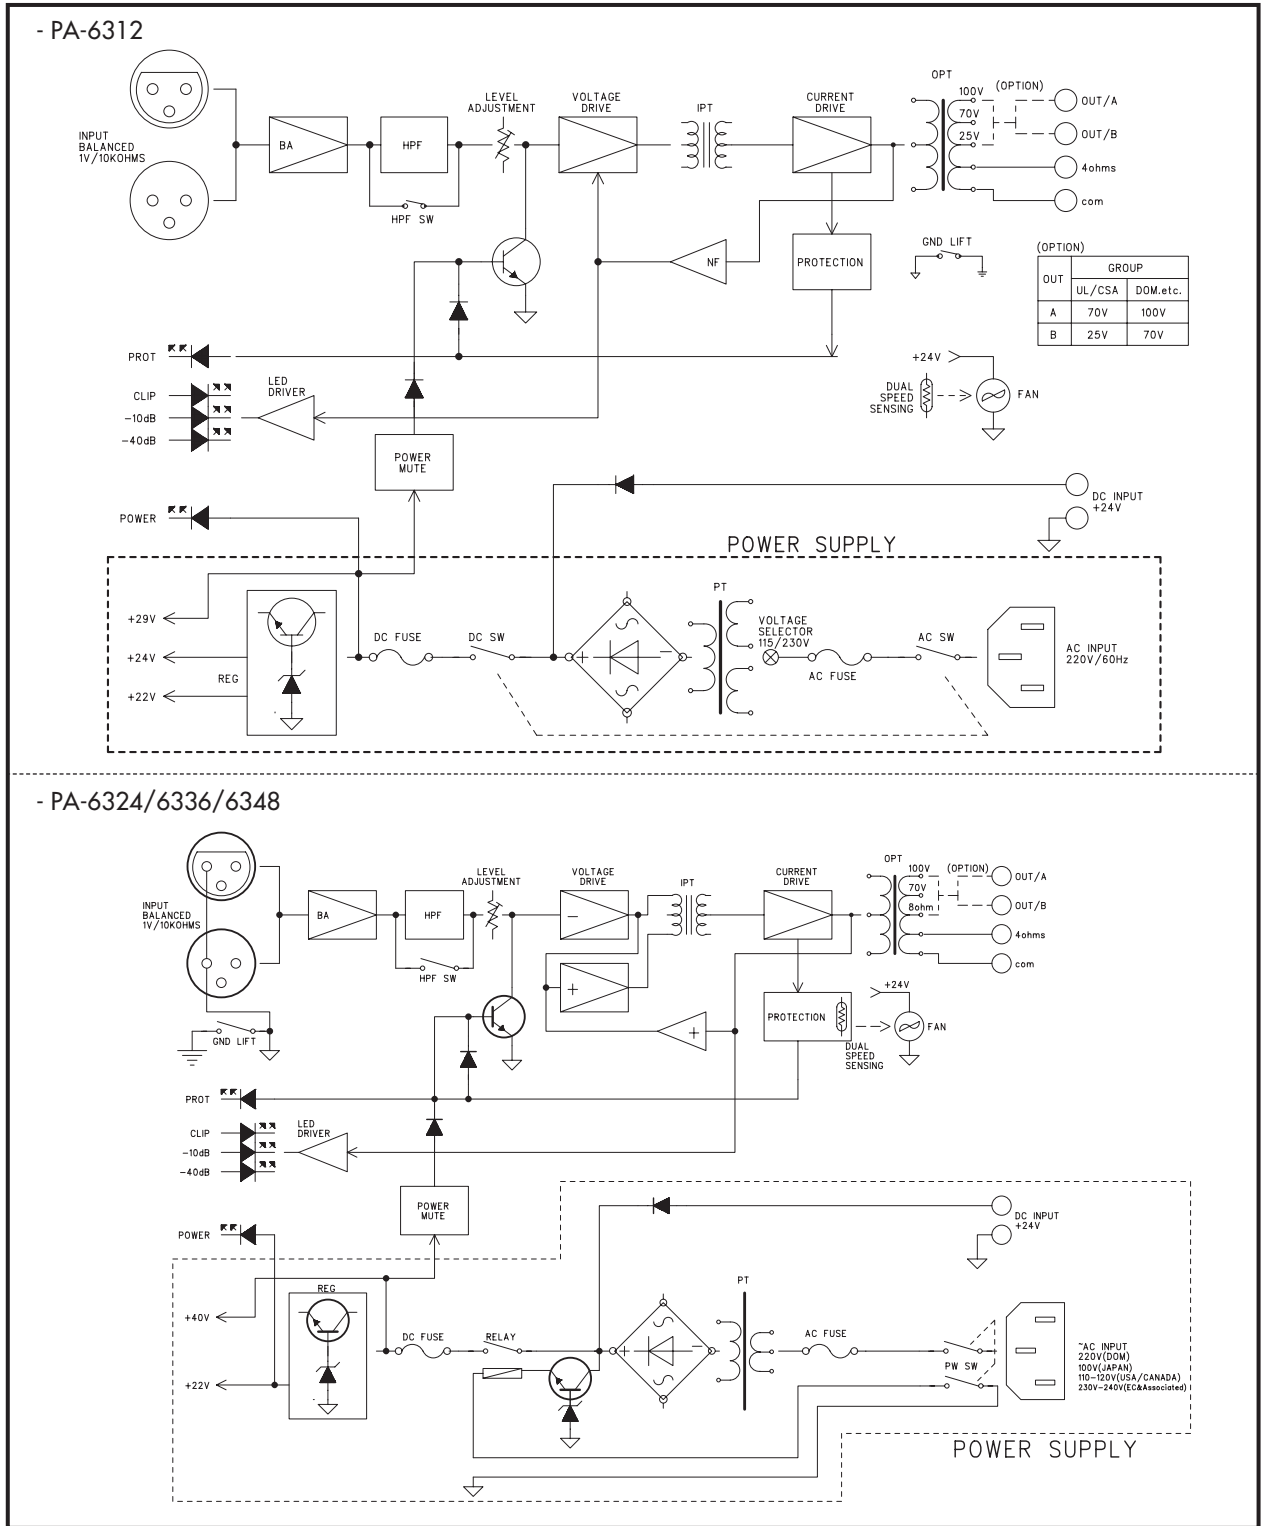 - PA-6312
INPUT
BALANCED
1V/10KOHMS
BA
HPF
HPF SW
LEVEL
ADJUSTMENT
VOLTAGE
DRIVE
IPT
CURRENT
DRIVE
OPT
100V
70V
25V
(OPTION)
OUT/A
OUT/B
4ohms
com
NF
PROTECTION
GND LIFT
(OPTION)
OUT GROUP
UL/CSA DOM.etc.
A 70V 100V
B 25V 70V
PROT
CLIP
-10dB
-40dB
LED
DRIVER
+24V
DUAL
SPEED
SENSING
FAN
POWER
MUTE
POWER
DC INPUT
+24V
POWER SUPPLY
+29V
+24V
+22V
REG
DC FUSE
DC SW
+
-
PT
VOLTAGE
SELECTOR
115/230V
AC FUSE
AC SW
AC INPUT
220V/60Hz
- PA-6324/6336/6348
INPUT
BALANCED
1V/10KOHMS
BA
HPF
HPF SW
LEVEL
ADJUSTMENT
VOLTAGE
DRIVE
-
+
IPT
CURRENT
DRIVE
OPT
100V
70V
8ohm
(OPTION)
OUT/A
OUT/B
4ohms
com
GND LIFT
+
PROTECTION
DUAL
SPEED
SENSING
+24V
FAN
PROT
CLIP
-10dB
-40dB
LED
DRIVER
POWER
MUTE
POWER
DC INPUT
+24V
+40V
+22V
REG
DC FUSE
RELAY
+
-
PT
AC FUSE
PW SW
~AC INPUT
220V(DOM)
100V(JAPAN)
110-120V(USA/CANADA)
230V-240V(EC&Associated)
POWER SUPPLY